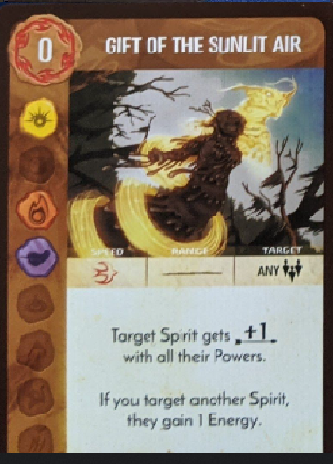 0
GIFT OF THE SUNLIT AIR
SPEED RANGE TARGET
ANY
Target Spirit gets +1
with all their Powers.
If you target another Spirit,
they gain 1 Energy.